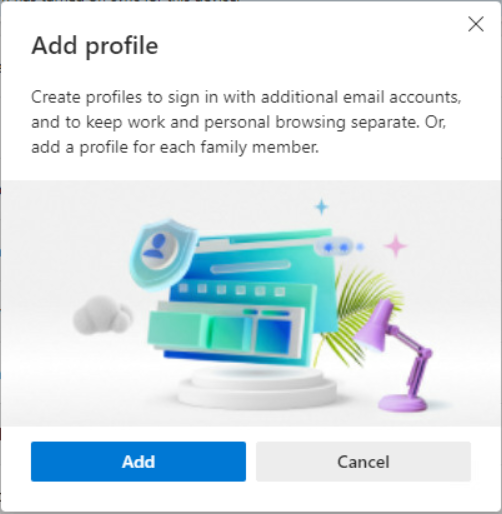 Add profile
Create profiles to sign in with additional email accounts,
and to keep work and personal browsing separate. Or,
add a profile for each family member.
Add
Cancel